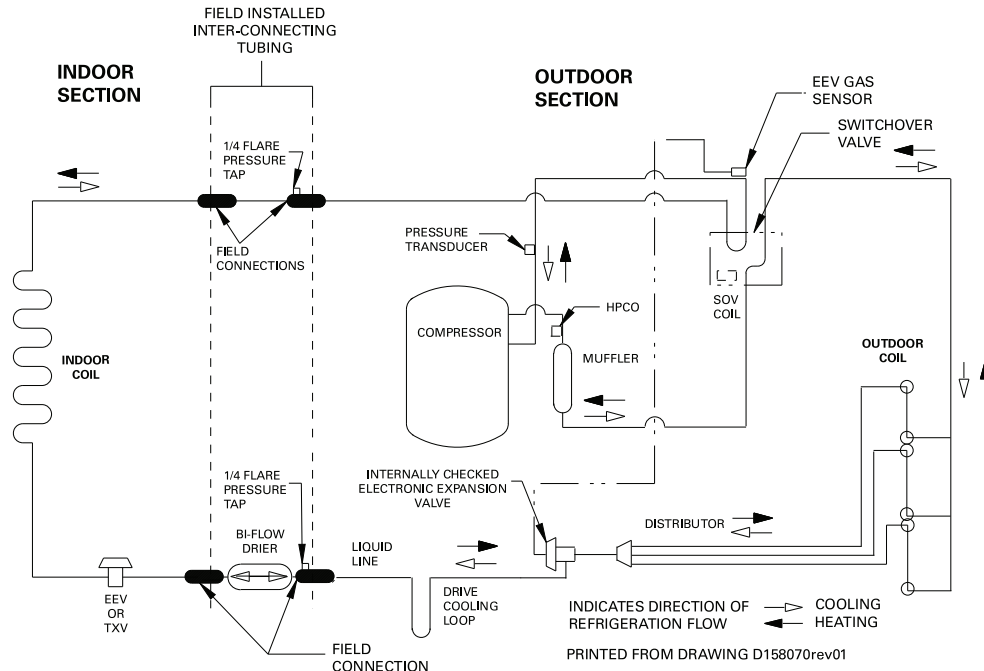 FIELD INSTALLED
INTER-CONNECTING
TUBING
INDOOR
SECTION
OUTDOOR
SECTION
EEV GAS
SENSOR
SWITCHOVER
VALVE
1/4 FLARE
PRESSURE
TAP
FIELD
CONNECTIONS
PRESSURE
TRANSDUCER
HPCO
SOV
COIL
COMPRESSOR
MUFFLER
INDOOR
COIL
OUTDOOR
COIL
1/4 FLARE
PRESSURE
TAP
INTERNALLY CHECKED
ELECTRONIC EXPANSION
VALVE
DISTRIBUTOR
BI-FLOW
DRIER
LIQUID
LINE
EEV
OR
TXV
DRIVE
COOLING
LOOP
FIELD
CONNECTION
INDICATES DIRECTION OF
REFRIGERATION FLOW
COOLING
HEATING
PRINTED FROM DRAWING D158070rev01